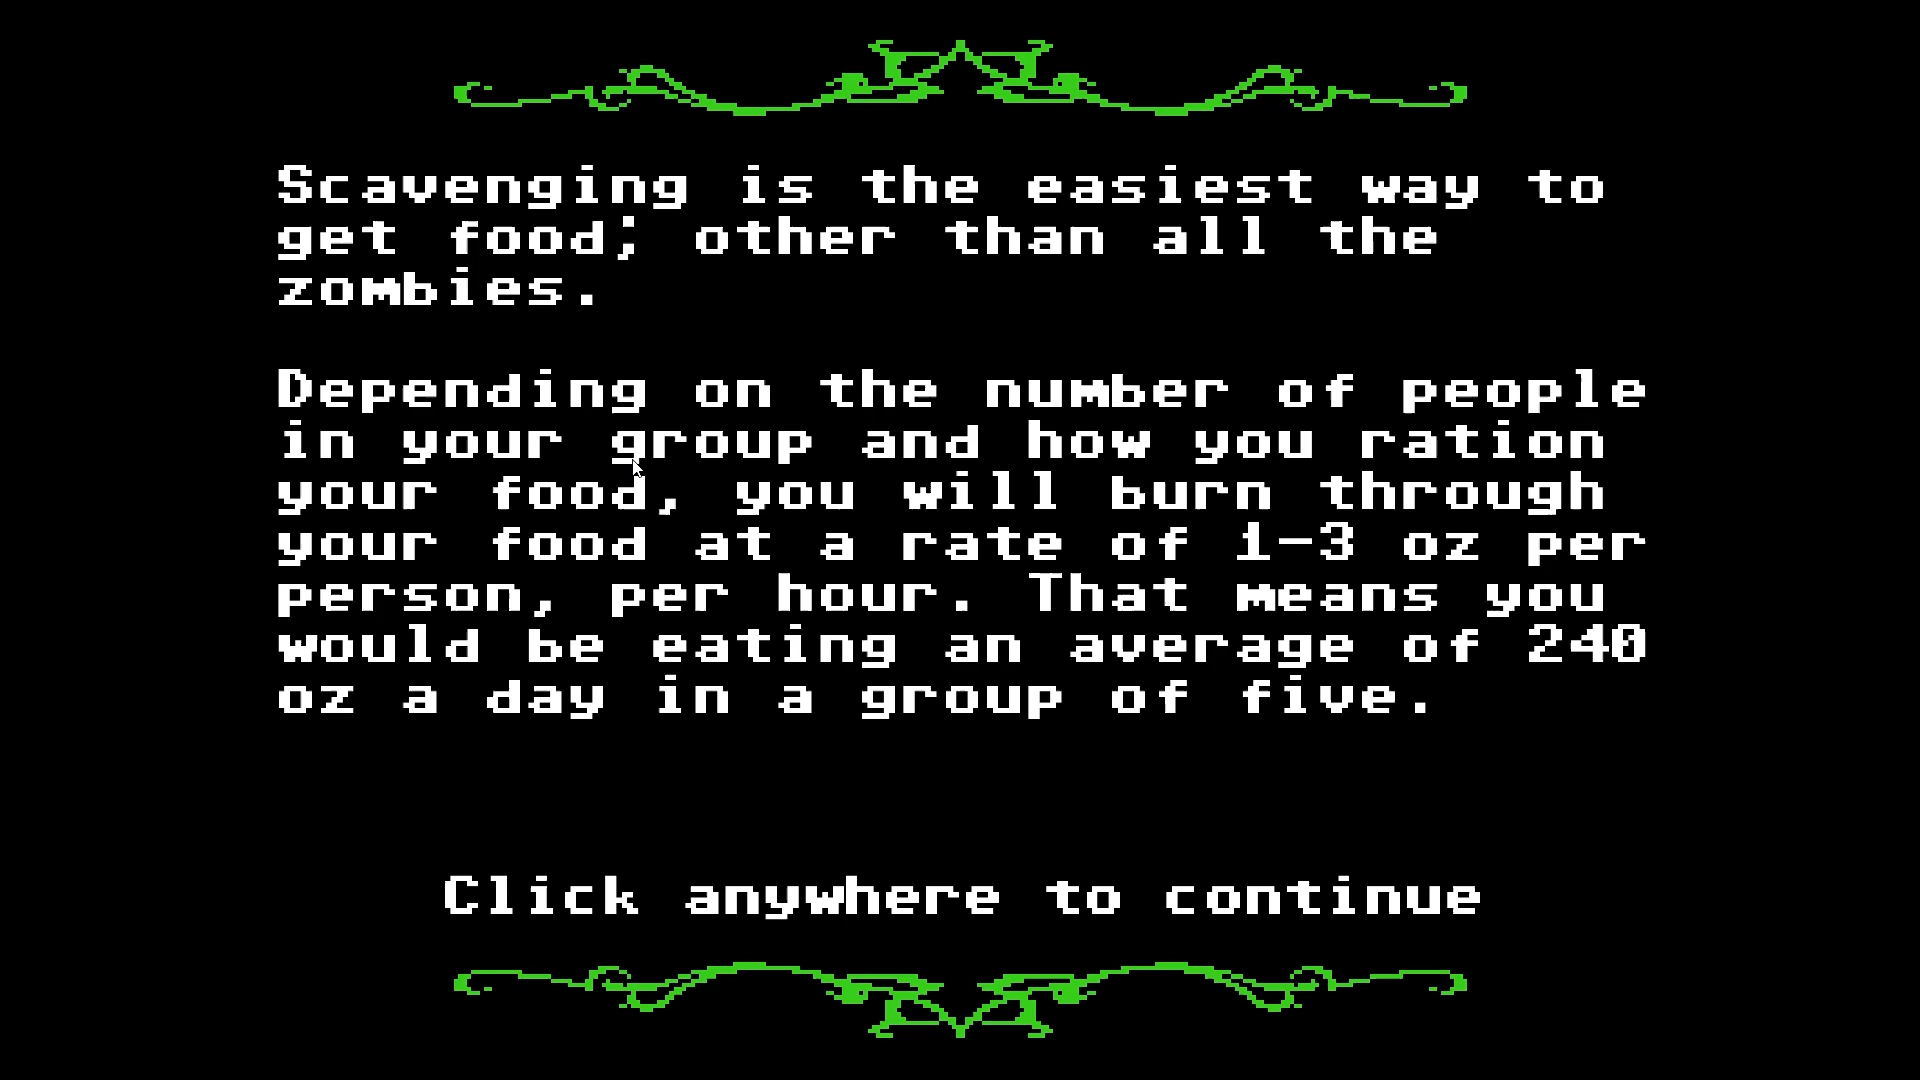 Scavenging is the easiest way to
get food; other than all the
zombies.
Depending on the number of people
in your group and how you ration
your food, you will burn through
your food at a rate of 1-3 oz per
person, per hour. That means you
would be eating an average of 240
oz a day in a group of five.
Click anywhere to continue